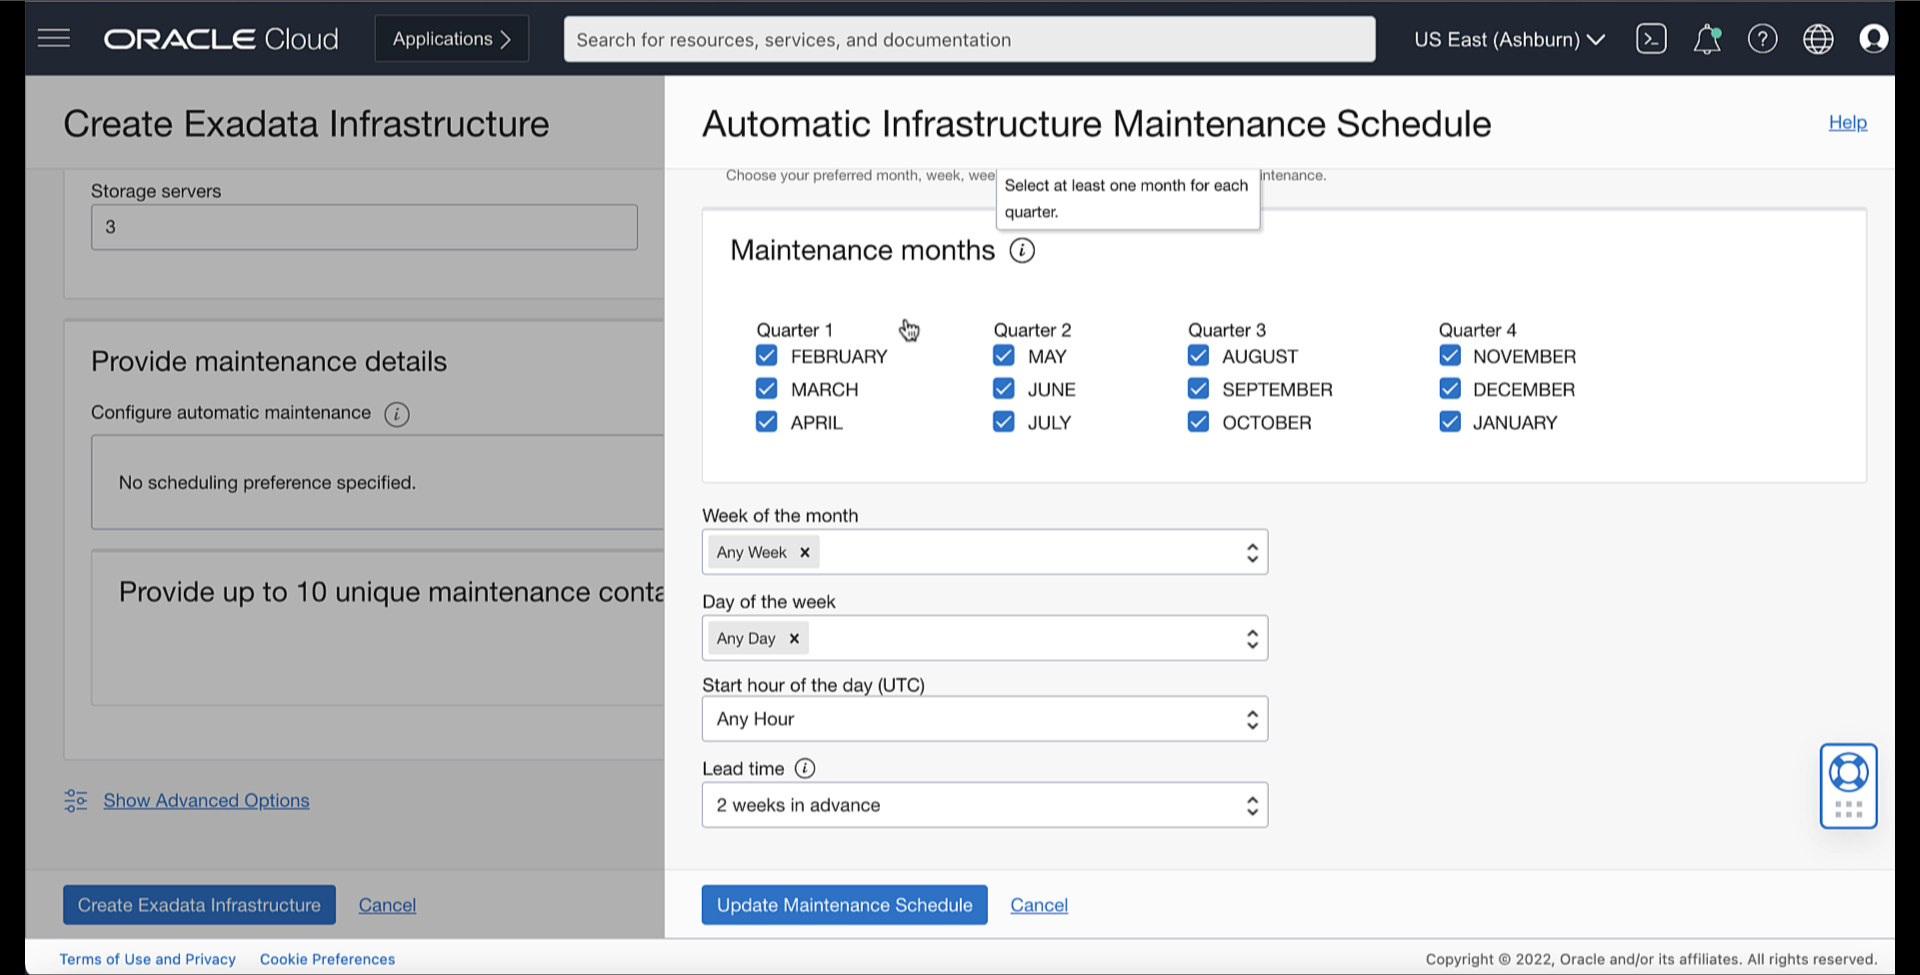 ORACLE Cloud
Applications
Search for resources, services, and documentation
US East (Ashburn)
Create Exadata Infrastructure
Storage servers
3
Provide maintenance details
Configure automatic maintenance
No scheduling preference specified.
Provide up to 10 unique maintenance conta
Show Advanced Options
Create Exadata Infrastructure
Cancel
Automatic Infrastructure Maintenance Schedule
Help
Choose your preferred month, week, wee
ntenance.
Select at least one month for each
quarter.
Maintenance months
Quarter 1
FEBRUARY
MARCH
APRIL
Quarter 2
MAY
JUNE
JULY
Quarter 3
AUGUST
SEPTEMBER
OCTOBER
Quarter 4
NOVEMBER
DECEMBER
JANUARY
Week of the month
Any Week
Day of the week
Any Day
Start hour of the day (UTC)
Any Hour
Lead time
2 weeks in advance
Update Maintenance Schedule
Cancel
Terms of Use and Privacy
Cookie Preferences
Copyright © 2022, Oracle and/or its affiliates. All rights reserved.